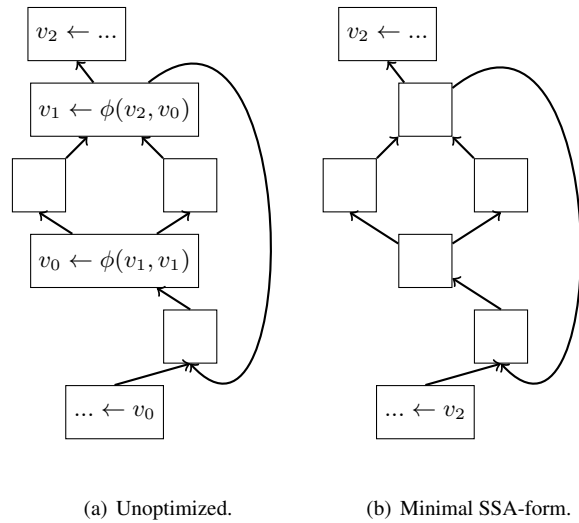 v₂ ← ... v₂ ← ...
v₁ ← ϕ(v₂, v₀)
v₀ ← ϕ(v₁, v₁)
... ← v₀ ... ← v₂
(a) Unoptimized. (b) Minimal SSA-form.